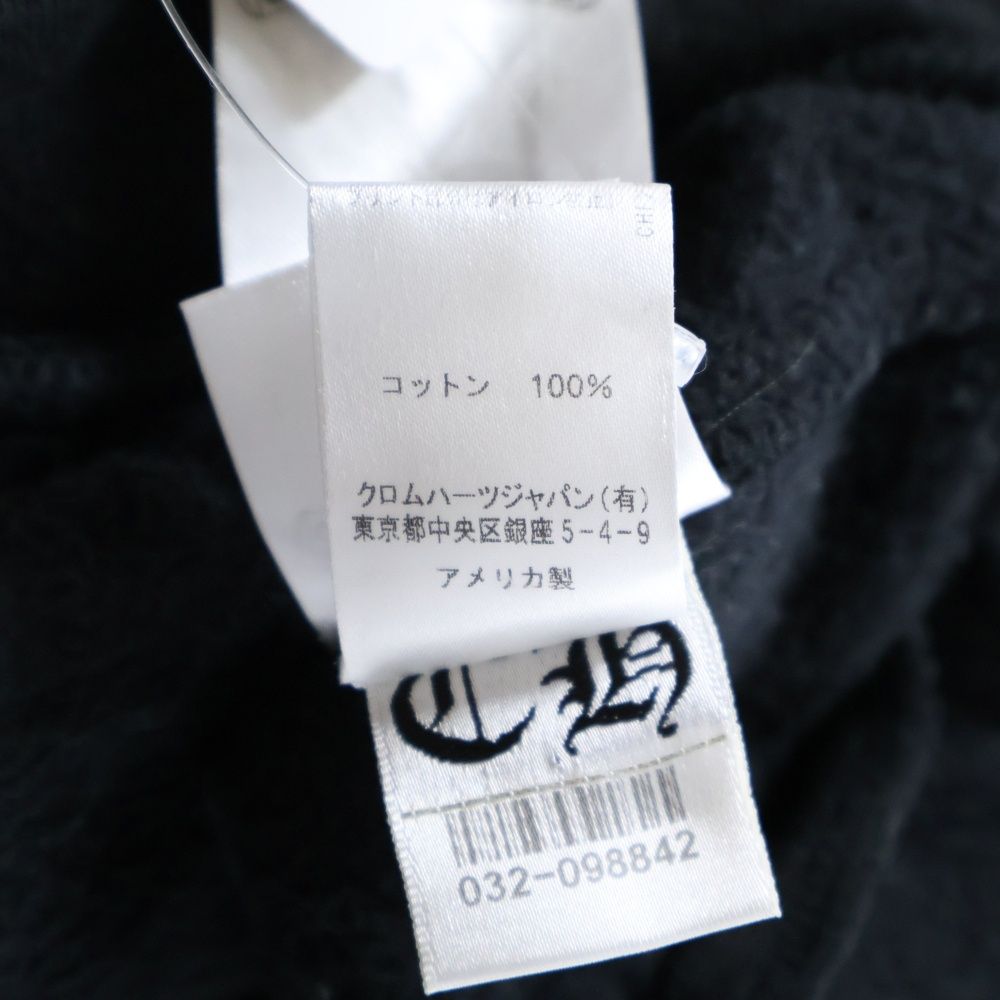 コットン 100%
クロムハーツジャパン(有)
東京都中央区銀座5-4-9
アメリカ製
CH
032-098842